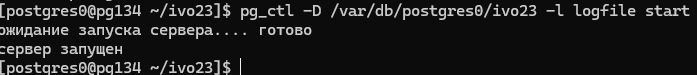 [postgres0@pg134 ~/ivo23]$ pg_ctl -D /var/db/postgres0/ivo23 -l logfile start
ожидание запуска сервера.... готово
сервер запущен
[postgres0@pg134 ~/ivo23]$